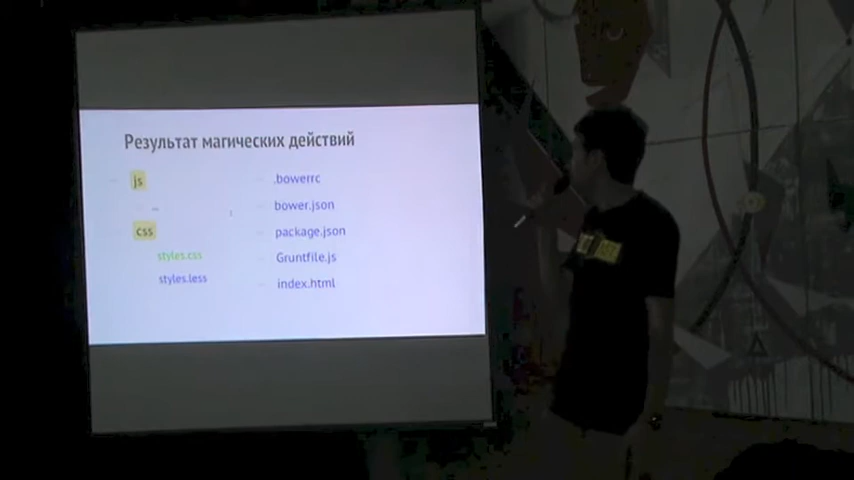 Результат магических действий
js
...
css
styles.css
styles.less
.bowerrc
bower.json
package.json
Gruntfile.js
index.html